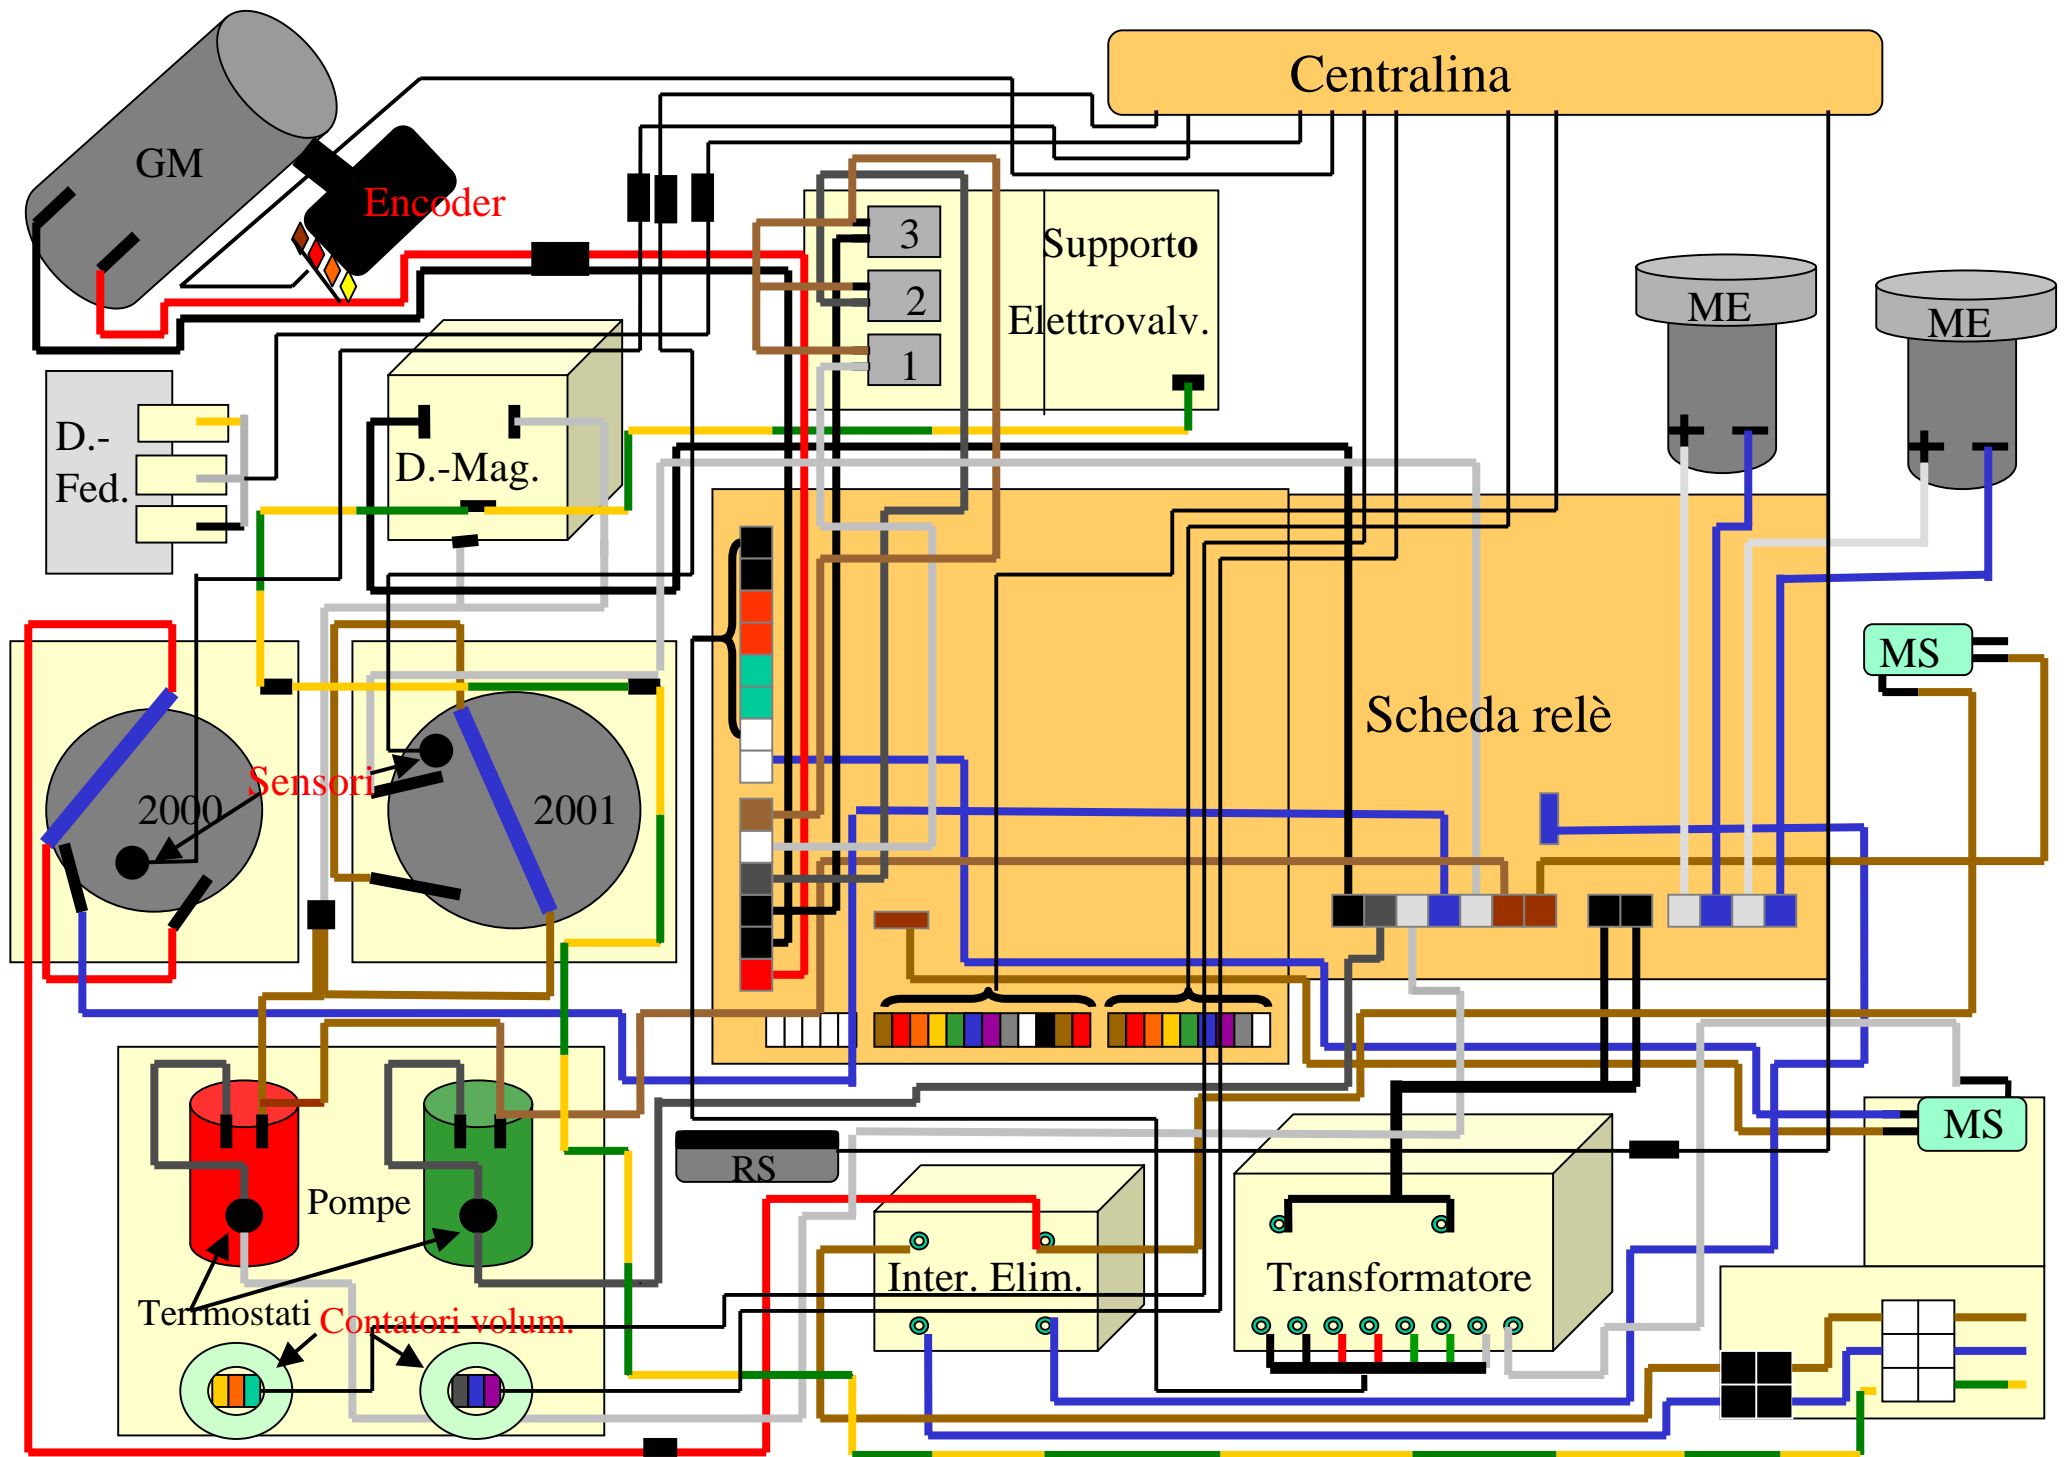 Centralina
GM
Encoder
3
2
1
Supporto
Elettrovalv.
ME
ME
D.-
Fed.
D.-Mag.
MS
Scheda relè
Sensori
2000
2001
MS
RS
Pompe
Inter. Elim.
Transformatore
Termostati
Contatori volum.